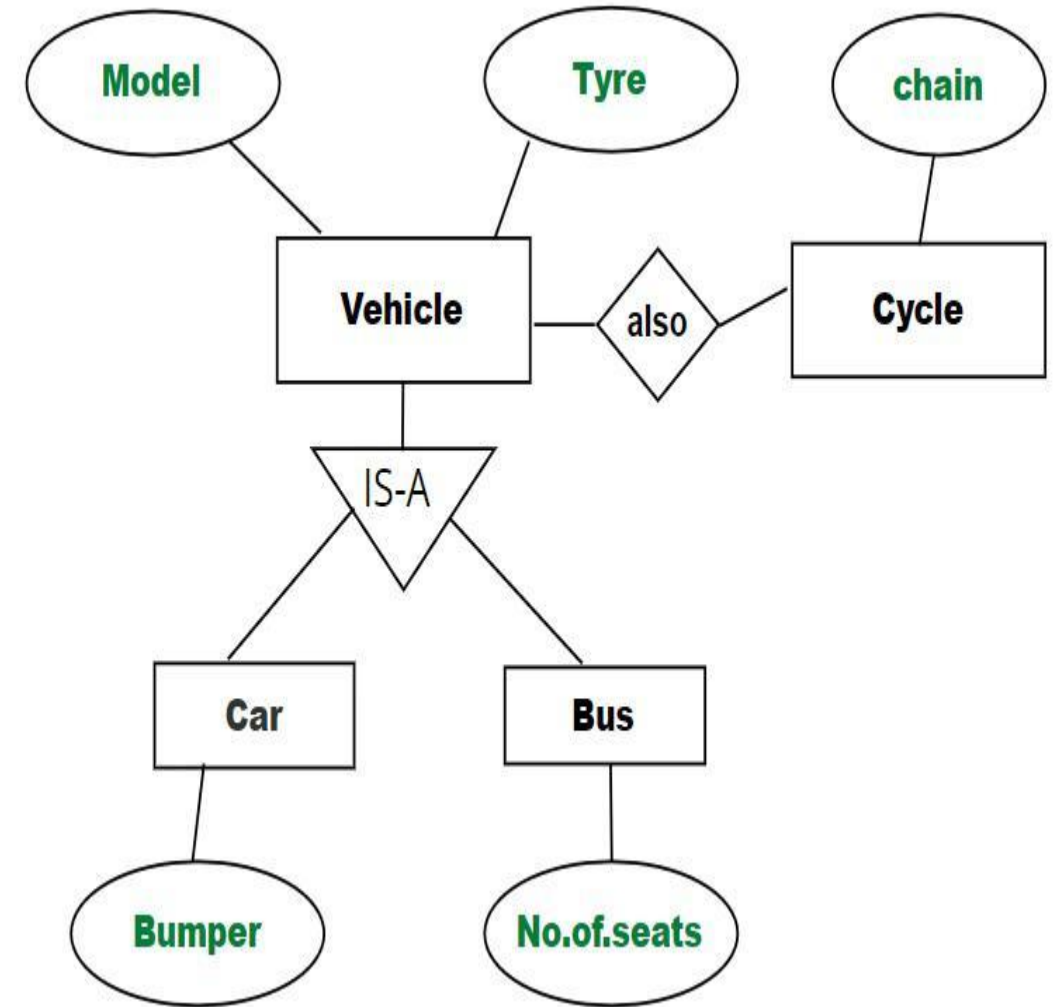 Model
Tyre
chain
Vehicle
also
Cycle
IS-A
Car
Bus
Bumper
No.of.seats